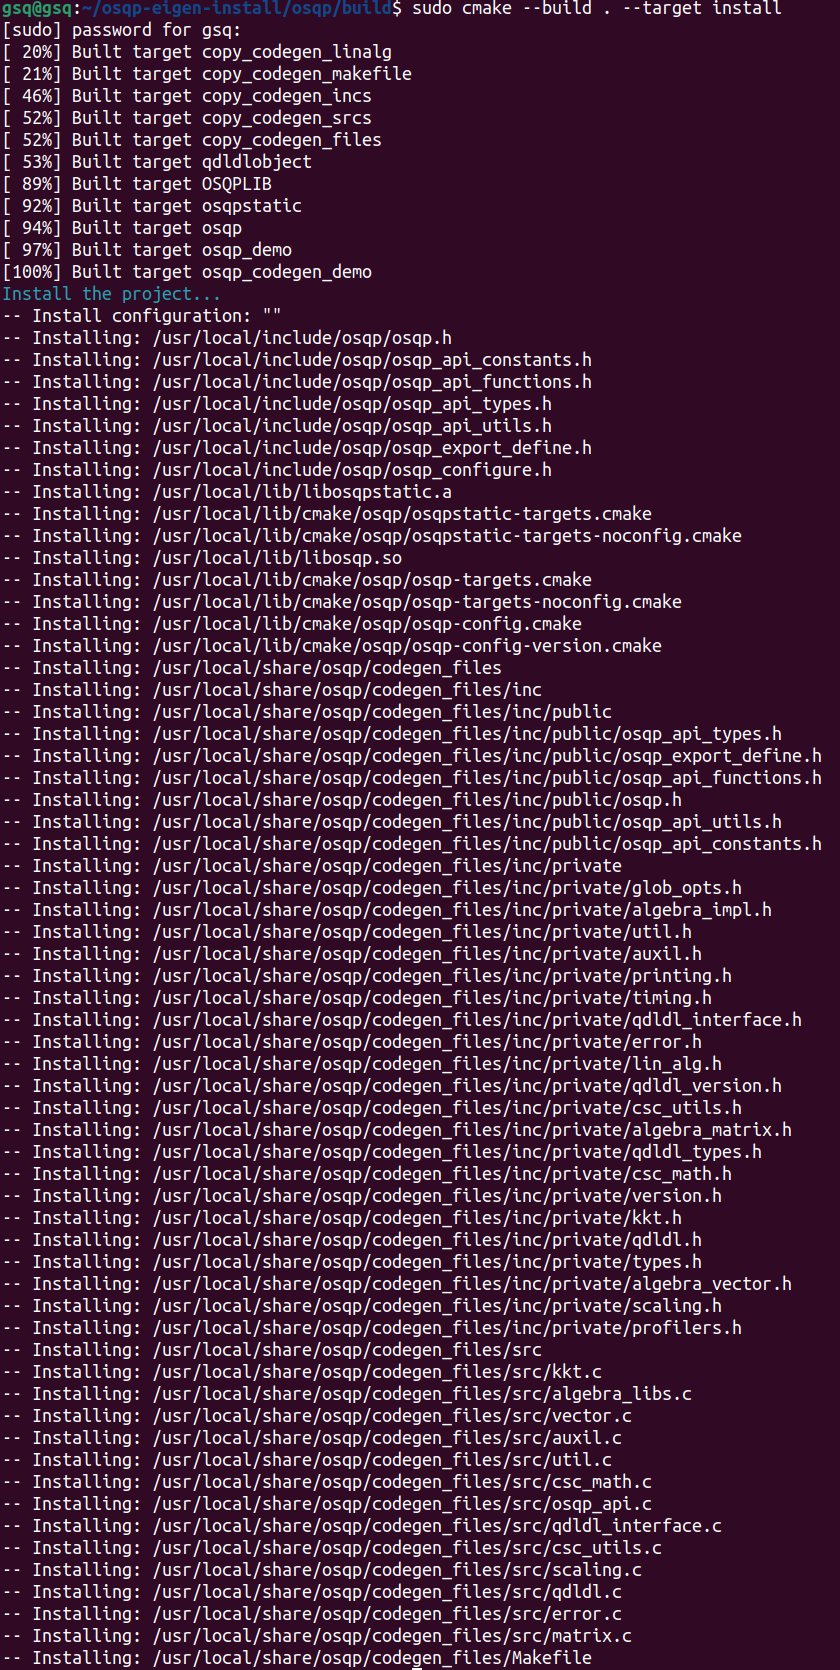 gsq@gsq:~/osqp-eigen-install/osqp/build$ sudo cmake --build . --target install
[sudo] password for gsq:
[ 20%] Built target copy_codegen_linalg
[ 21%] Built target copy_codegen_makefile
[ 46%] Built target copy_codegen_incs
[ 52%] Built target copy_codegen_srcs
[ 52%] Built target copy_codegen_files
[ 53%] Built target qdldlobject
[ 89%] Built target OSQPLIB
[ 92%] Built target osqpstatic
[ 94%] Built target osqp
[ 97%] Built target osqp_demo
[100%] Built target osqp_codegen_demo
Install the project...
-- Install configuration: ""
-- Installing: /usr/local/include/osqp/osqp.h
-- Installing: /usr/local/include/osqp/osqp_api_constants.h
-- Installing: /usr/local/include/osqp/osqp_api_functions.h
-- Installing: /usr/local/include/osqp/osqp_api_types.h
-- Installing: /usr/local/include/osqp/osqp_api_utils.h
-- Installing: /usr/local/include/osqp/osqp_export_define.h
-- Installing: /usr/local/include/osqp/osqp_configure.h
-- Installing: /usr/local/lib/libosqpstatic.a
-- Installing: /usr/local/lib/cmake/osqp/osqpstatic-targets.cmake
-- Installing: /usr/local/lib/cmake/osqp/osqpstatic-targets-noconfig.cmake
-- Installing: /usr/local/lib/libosqp.so
-- Installing: /usr/local/lib/cmake/osqp/osqp-targets.cmake
-- Installing: /usr/local/lib/cmake/osqp/osqp-targets-noconfig.cmake
-- Installing: /usr/local/lib/cmake/osqp/osqp-config.cmake
-- Installing: /usr/local/lib/cmake/osqp/osqp-config-version.cmake
-- Installing: /usr/local/share/osqp/codegen_files
-- Installing: /usr/local/share/osqp/codegen_files/inc
-- Installing: /usr/local/share/osqp/codegen_files/inc/public
-- Installing: /usr/local/share/osqp/codegen_files/inc/public/osqp_api_types.h
-- Installing: /usr/local/share/osqp/codegen_files/inc/public/osqp_export_define.h
-- Installing: /usr/local/share/osqp/codegen_files/inc/public/osqp_api_functions.h
-- Installing: /usr/local/share/osqp/codegen_files/inc/public/osqp.h
-- Installing: /usr/local/share/osqp/codegen_files/inc/public/osqp_api_utils.h
-- Installing: /usr/local/share/osqp/codegen_files/inc/public/osqp_api_constants.h
-- Installing: /usr/local/share/osqp/codegen_files/inc/private
-- Installing: /usr/local/share/osqp/codegen_files/inc/private/glob_opts.h
-- Installing: /usr/local/share/osqp/codegen_files/inc/private/algebra_impl.h
-- Installing: /usr/local/share/osqp/codegen_files/inc/private/util.h
-- Installing: /usr/local/share/osqp/codegen_files/inc/private/auxil.h
-- Installing: /usr/local/share/osqp/codegen_files/inc/private/printing.h
-- Installing: /usr/local/share/osqp/codegen_files/inc/private/timing.h
-- Installing: /usr/local/share/osqp/codegen_files/inc/private/qdldl_interface.h
-- Installing: /usr/local/share/osqp/codegen_files/inc/private/error.h
-- Installing: /usr/local/share/osqp/codegen_files/inc/private/lin_alg.h
-- Installing: /usr/local/share/osqp/codegen_files/inc/private/qdldl_version.h
-- Installing: /usr/local/share/osqp/codegen_files/inc/private/csc_utils.h
-- Installing: /usr/local/share/osqp/codegen_files/inc/private/algebra_matrix.h
-- Installing: /usr/local/share/osqp/codegen_files/inc/private/qdldl_types.h
-- Installing: /usr/local/share/osqp/codegen_files/inc/private/csc_math.h
-- Installing: /usr/local/share/osqp/codegen_files/inc/private/version.h
-- Installing: /usr/local/share/osqp/codegen_files/inc/private/kkt.h
-- Installing: /usr/local/share/osqp/codegen_files/inc/private/qdldl.h
-- Installing: /usr/local/share/osqp/codegen_files/inc/private/types.h
-- Installing: /usr/local/share/osqp/codegen_files/inc/private/algebra_vector.h
-- Installing: /usr/local/share/osqp/codegen_files/inc/private/scaling.h
-- Installing: /usr/local/share/osqp/codegen_files/inc/private/profilers.h
-- Installing: /usr/local/share/osqp/codegen_files/src
-- Installing: /usr/local/share/osqp/codegen_files/src/kkt.c
-- Installing: /usr/local/share/osqp/codegen_files/src/algebra_libs.c
-- Installing: /usr/local/share/osqp/codegen_files/src/vector.c
-- Installing: /usr/local/share/osqp/codegen_files/src/auxil.c
-- Installing: /usr/local/share/osqp/codegen_files/src/util.c
-- Installing: /usr/local/share/osqp/codegen_files/src/csc_math.c
-- Installing: /usr/local/share/osqp/codegen_files/src/osqp_api.c
-- Installing: /usr/local/share/osqp/codegen_files/src/qdldl_interface.c
-- Installing: /usr/local/share/osqp/codegen_files/src/csc_utils.c
-- Installing: /usr/local/share/osqp/codegen_files/src/scaling.c
-- Installing: /usr/local/share/osqp/codegen_files/src/qdldl.c
-- Installing: /usr/local/share/osqp/codegen_files/src/error.c
-- Installing: /usr/local/share/osqp/codegen_files/src/matrix.c
-- Installing: /usr/local/share/osqp/codegen_files/Makefile